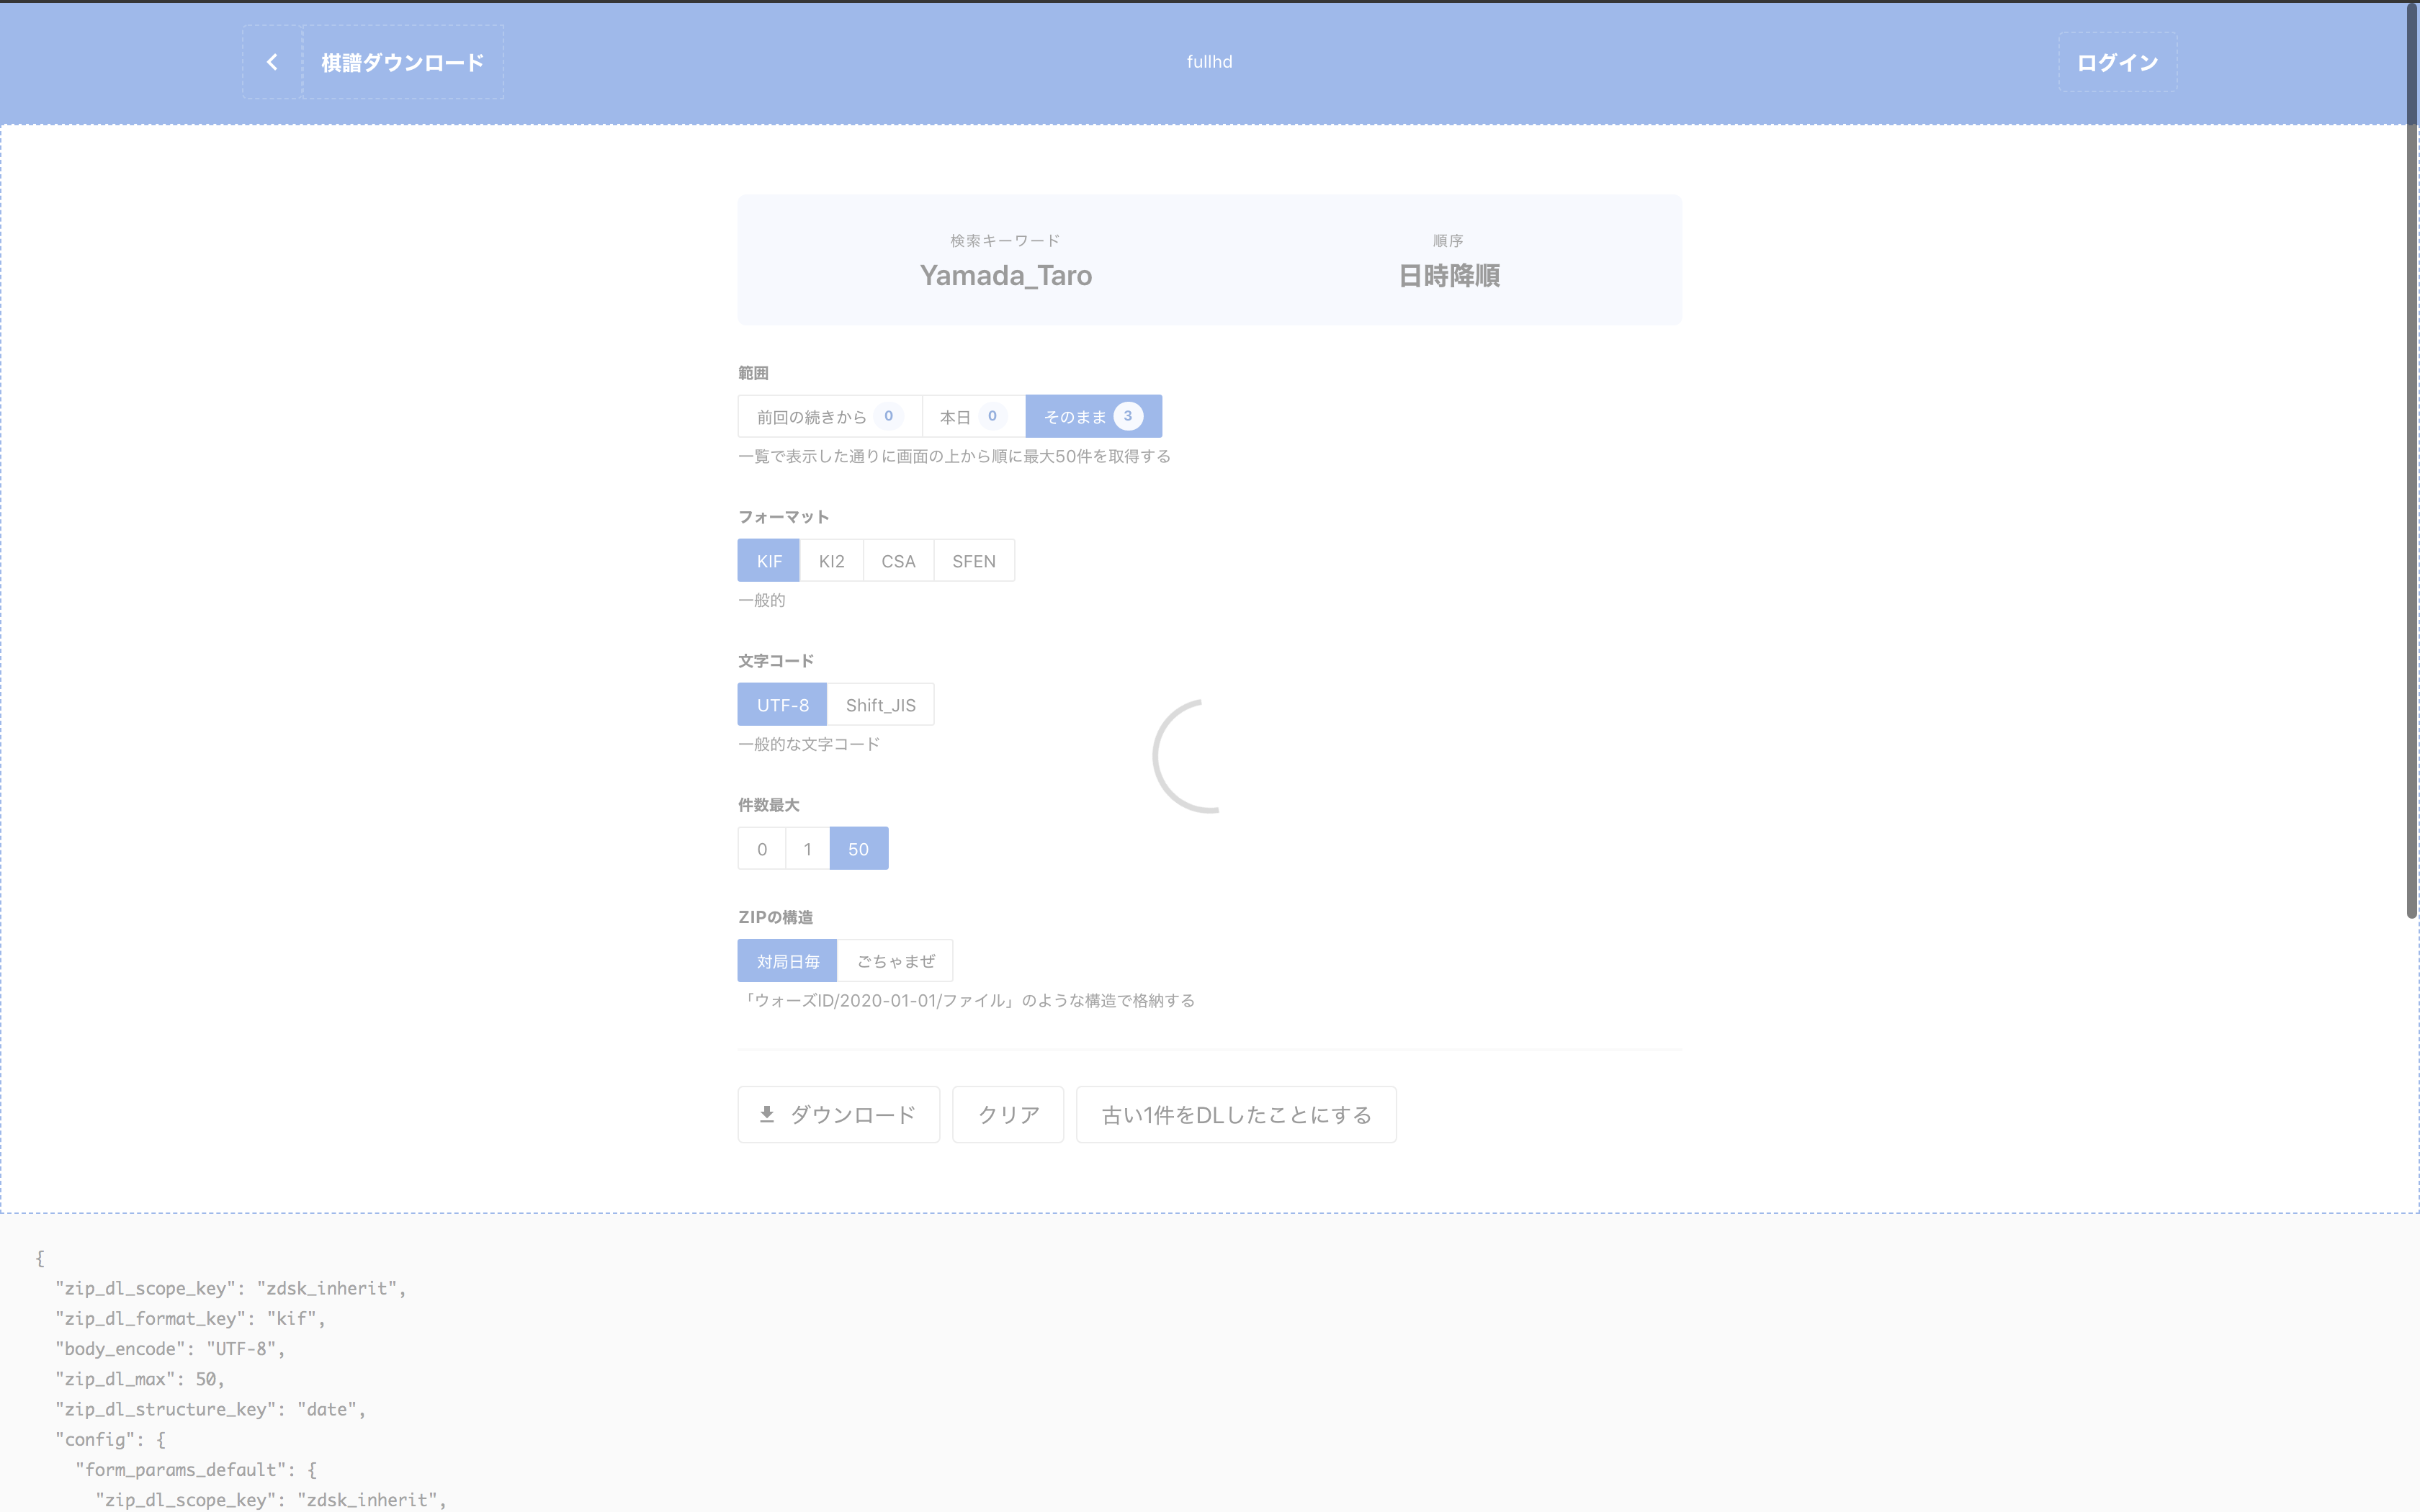 棋譜ダウンロード
fullhd
ログイン
検索キーワード
Yamada_Taro
順序
日時降順
範囲
前回の続きから 0 本日 0 そのまま 3
一覧で表示した通りに画面の上から順に最大50件を取得する
フォーマット
KIF KI2 CSA SFEN
一般的
文字コード
UTF-8 Shift_JIS
一般的な文字コード
件数最大
0 1 50
ZIPの構造
対局日毎 ごちゃまぜ
「ウォーズID/2020-01-01/ファイル」のような構造で格納する
ダウンロード クリア 古い1件をDLしたことにする
{
"zip_dl_scope_key": "zdsk_inherit",
"zip_dl_format_key": "kif",
"body_encode": "UTF-8",
"zip_dl_max": 50,
"zip_dl_structure_key": "date",
"config": {
"form_params_default": {
"zip_dl_scope_key": "zdsk_inherit",